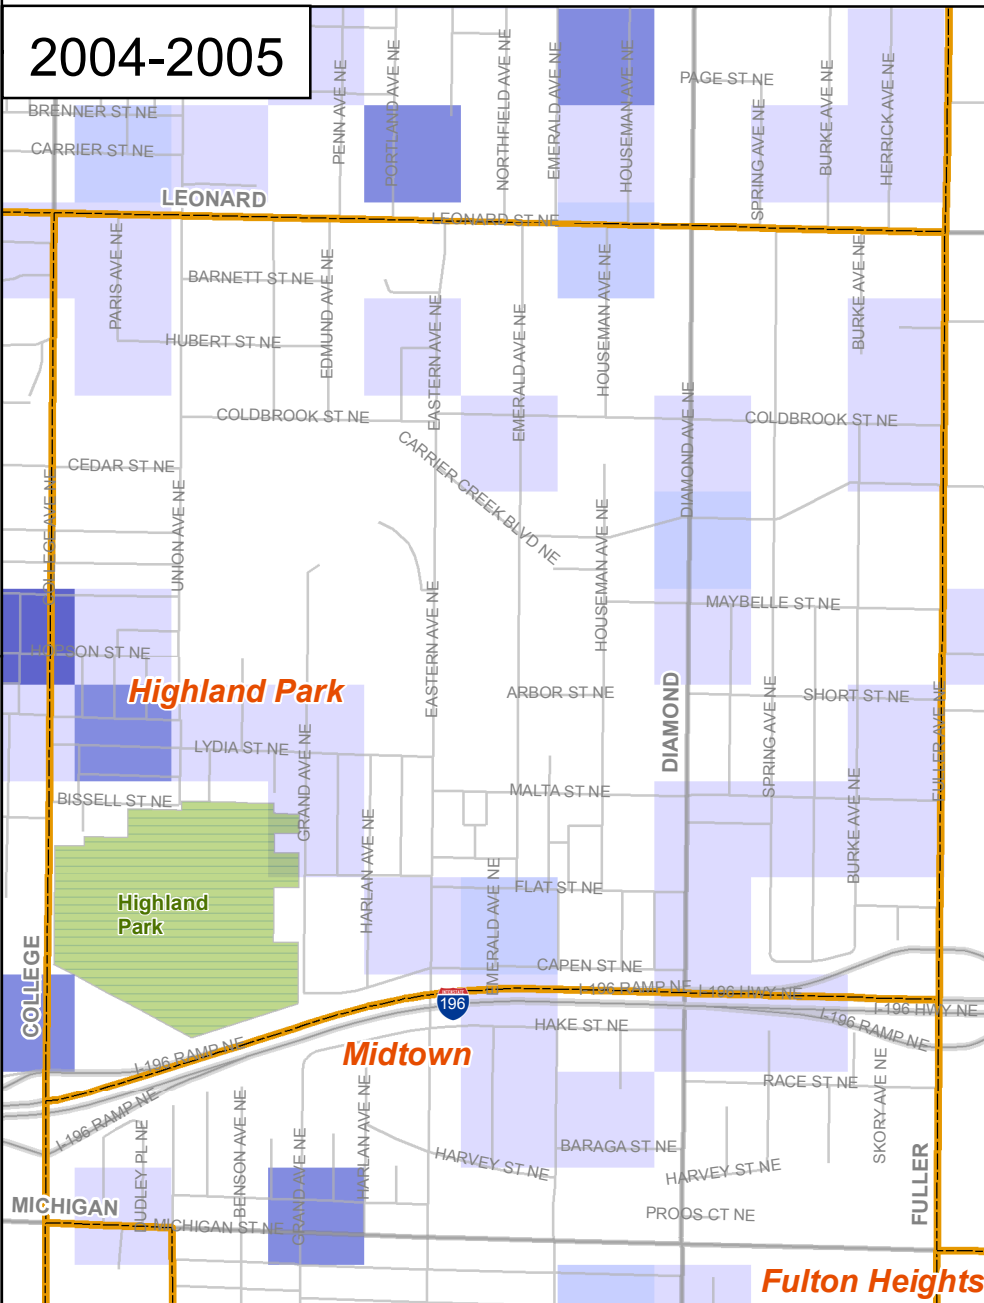 2004-2005
PENN AVE NE
PORTLAND AVE NE
NORTHFIELD AVE NE
EMERALD AVE NE
HOUSEMAN AVE NE
PAGE ST NE
SPRING AVE NE
BURKE AVE NE
HERRICK AVE NE
BRENNER ST NE
CARRIER ST NE
LEONARD
LEONARD ST NE
PARIS AVE NE
BARNETT ST NE
EDMUND AVE NE
HUBERT ST NE
EASTERN AVE NE
EMERALD AVE NE
HOUSEMAN AVE NE
BURKE AVE NE
COLDBROOK ST NE
DIAMOND AVE NE
COLDBROOK ST NE
CARRIER CREEK BLVD NE
CEDAR ST NE
COLLEGE AVE NE
UNION AVE NE
HOUSEMAN AVE NE
EASTERN AVE NE
MAYBELLE ST NE
HOPSON ST NE
Highland Park
ARBOR ST NE
DIAMOND
SHORT ST NE
SPRING AVE NE
FULLER AVE NE
LYDIA ST NE
GRAND AVE NE
BISSELL ST NE
MALTA ST NE
BURKE AVE NE
HARLAN AVE NE
Highland
Park
EMERALD AVE NE
FLAT ST NE
COLLEGE
CAPEN ST NE
I-196 RAMP NE
I-196 HWY NE
196
I-196 HWY NE
I-196 RAMP NE
HAKE ST NE
I-196 RAMP NE
Midtown
I-196 RAMP NE
RACE ST NE
SKORY AVE NE
DUDLEY PL NE
BENSON AVE NE
GRAND AVE NE
HARLAN AVE NE
HARVEY ST NE
BARAGA ST NE
HARVEY ST NE
FULLER
MICHIGAN
MICHIGAN ST NE
PROOS CT NE
Fulton Heights